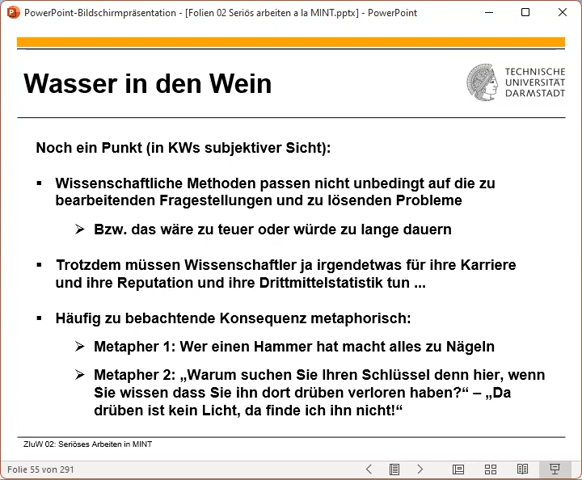 PowerPoint-Bildschirmpräsentation - [Folien 02 Seriös arbeiten a la MINT.pptx] - PowerPoint
Wasser in den Wein
TECHNISCHE
UNIVERSITÄT
DARMSTADT
Noch ein Punkt (in KWs subjektiver Sicht):
▪ Wissenschaftliche Methoden passen nicht unbedingt auf die zu
bearbeitenden Fragestellungen und zu lösenden Probleme
➢ Bzw. das wäre zu teuer oder würde zu lange dauern
▪ Trotzdem müssen Wissenschaftler ja irgendetwas für ihre Karriere
und ihre Reputation und ihre Drittmittelstatistik tun ...
▪ Häufig zu bebachtende Konsequenz metaphorisch:
➢ Metapher 1: Wer einen Hammer hat macht alles zu Nägeln
➢ Metapher 2: „Warum suchen Sie Ihren Schlüssel denn hier, wenn
Sie wissen dass Sie ihn dort drüben verloren haben?“ – „Da
drüben ist kein Licht, da finde ich ihn nicht!“
ZIuW 02: Seriöses Arbeiten in MINT
Folie 55 von 291